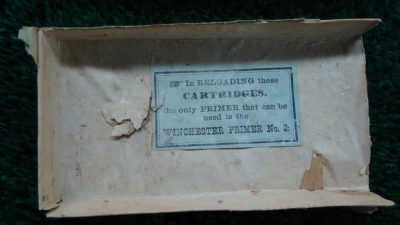 ☞ In RELOADING these
CARTRIDGES,
the only PRIMER that can be
used is the
WINCHESTER PRIMER No. 2.